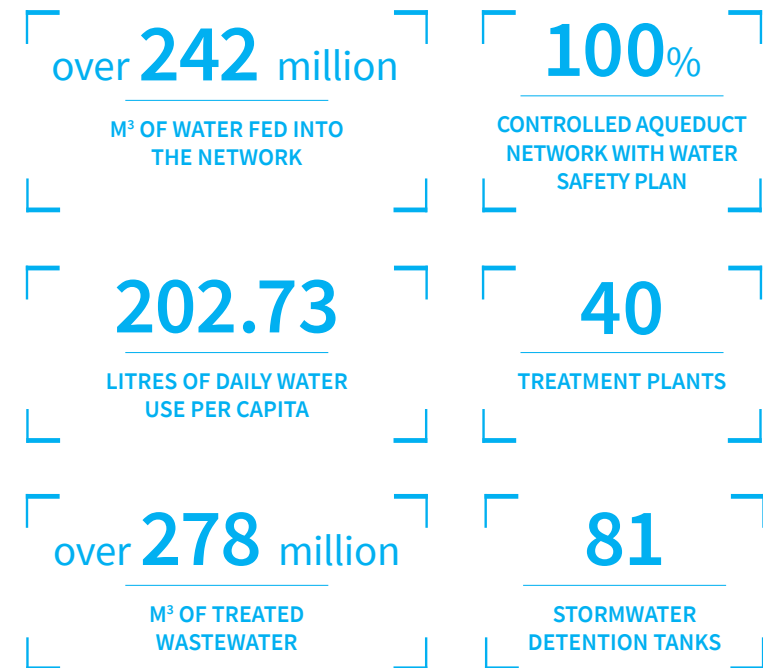 over 242 million
M³ OF WATER FED INTO
THE NETWORK
100%
CONTROLLED AQUEDUCT
NETWORK WITH WATER
SAFETY PLAN
202.73
LITRES OF DAILY WATER
USE PER CAPITA
40
TREATMENT PLANTS
over 278 million
M³ OF TREATED
WASTEWATER
81
STORMWATER
DETENTION TANKS